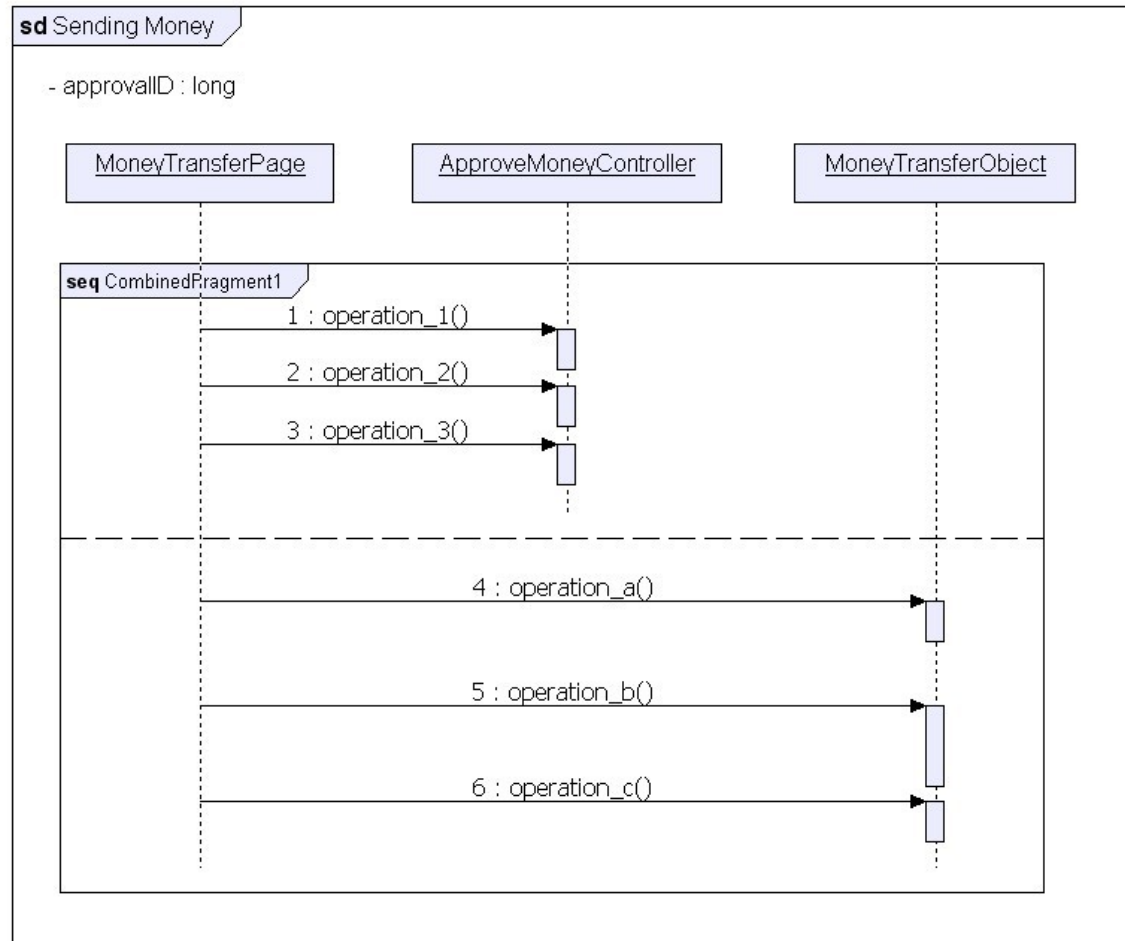 sd Sending Money
- approvalID : long
MoneyTransferPage
ApproveMoneyController
MoneyTransferObject
seq CombinedFragment1
1 : operation_1()
2 : operation_2()
3 : operation_3()
4 : operation_a()
5 : operation_b()
6 : operation_c()